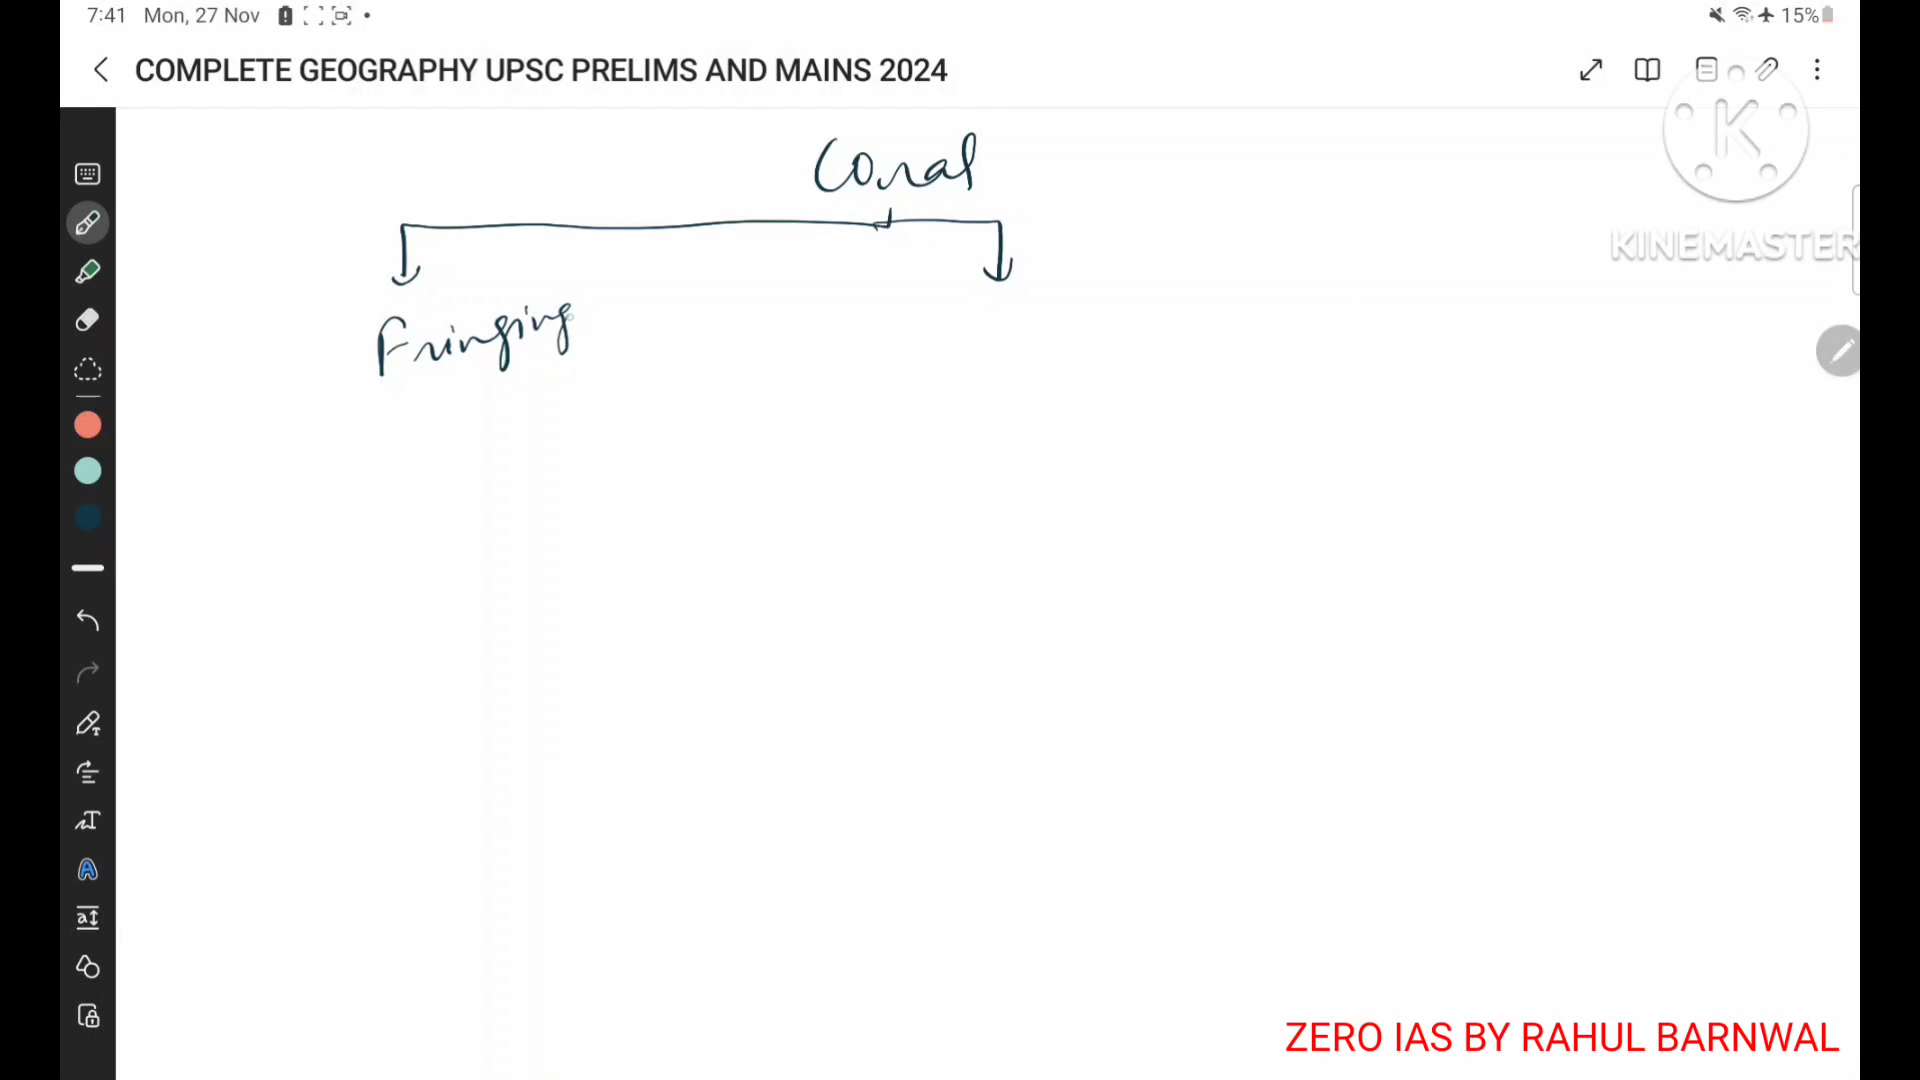 7:41 Mon, 27 Nov 15%
COMPLETE GEOGRAPHY UPSC PRELIMS AND MAINS 2024
K
KINEMASTER
Coral
Fringing
ZERO IAS BY RAHUL BARNWAL